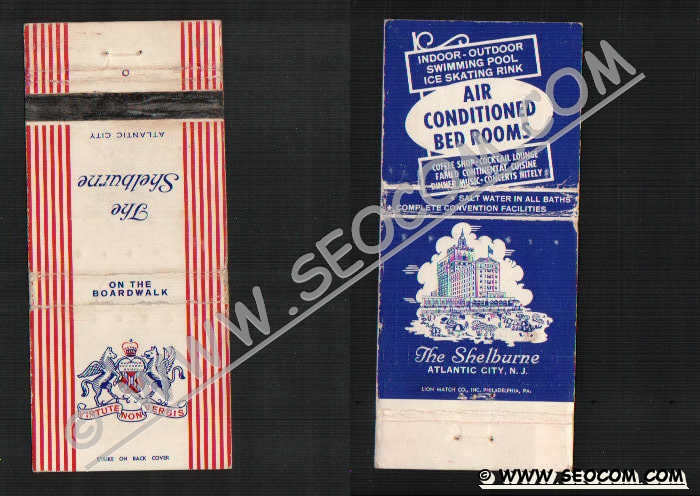 ATLANTIC CITY
The
Shelburne
ON THE
BOARDWALK
VIRTUTE NON VERBIS
STRIKE ON BACK COVER
INDOOR - OUTDOOR
SWIMMING POOL
ICE SKATING RINK
AIR
CONDITIONED
BED ROOMS
COFFEE SHOP • COCKTAIL LOUNGE
FAMED CONTINENTAL CUISINE
DINNER MUSIC • CONCERTS NITELY
SALT WATER IN ALL BATHS
COMPLETE CONVENTION FACILITIES
The Shelburne
ATLANTIC CITY, N.J.
LION MATCH CO., INC. PHILADELPHIA, PA.
© WWW.SEOCOM.COM
© WWW.SEOCOM.COM